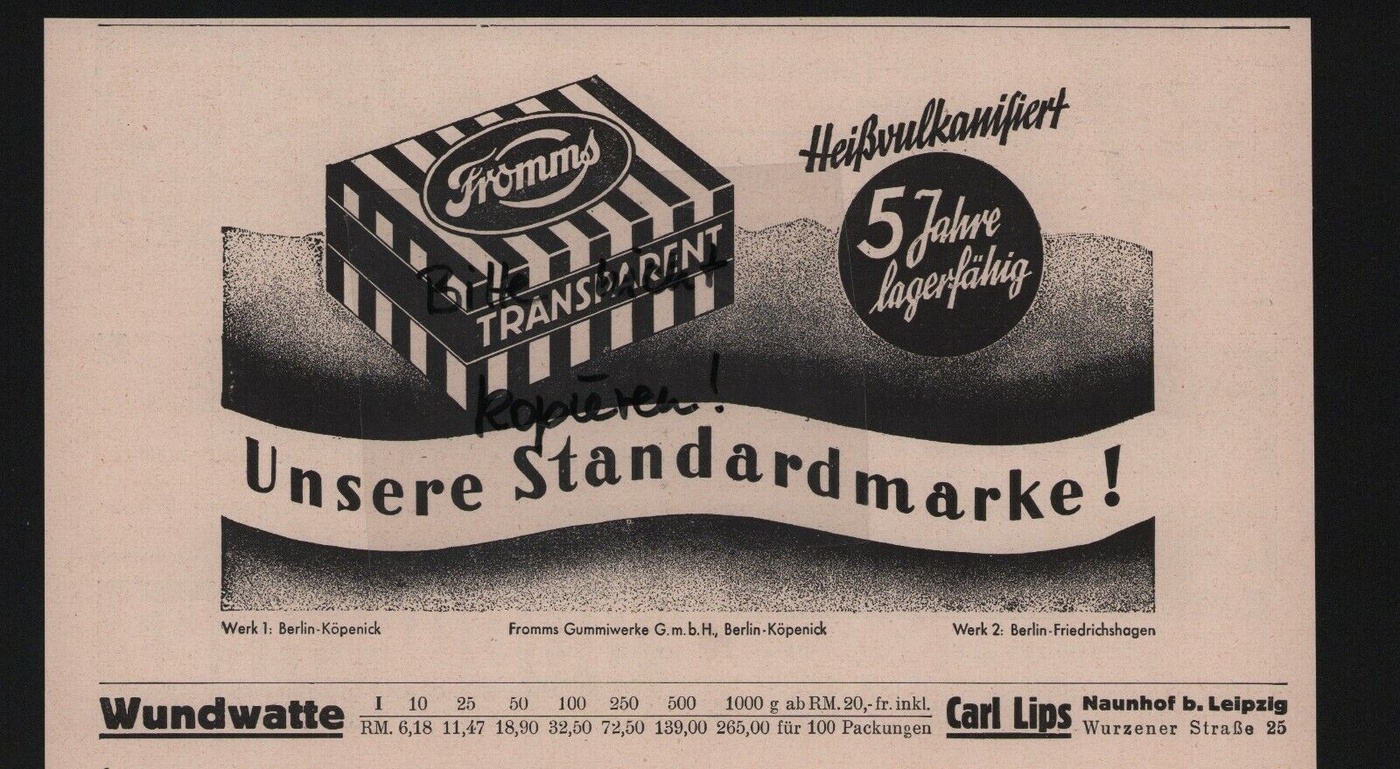 Fromms
TRANSPARENT
Heißvulkanisiert
5 Jahre
lagerfähig
Bitte nicht
kopieren!
Unsere Standardmarke!
Werk 1: Berlin-Köpenick Fromms Gummiwerke G.m.b.H., Berlin-Köpenick Werk 2: Berlin-Friedrichshagen
Wundwatte
I 10 25 50 100 250 500 1000 g ab RM. 20,- fr. inkl.
RM. 6,18 11,47 18,90 32,50 72,50 139,00 265,00 für 100 Packungen
Carl Lips
Naunhof b. Leipzig
Wurzener Straße 25